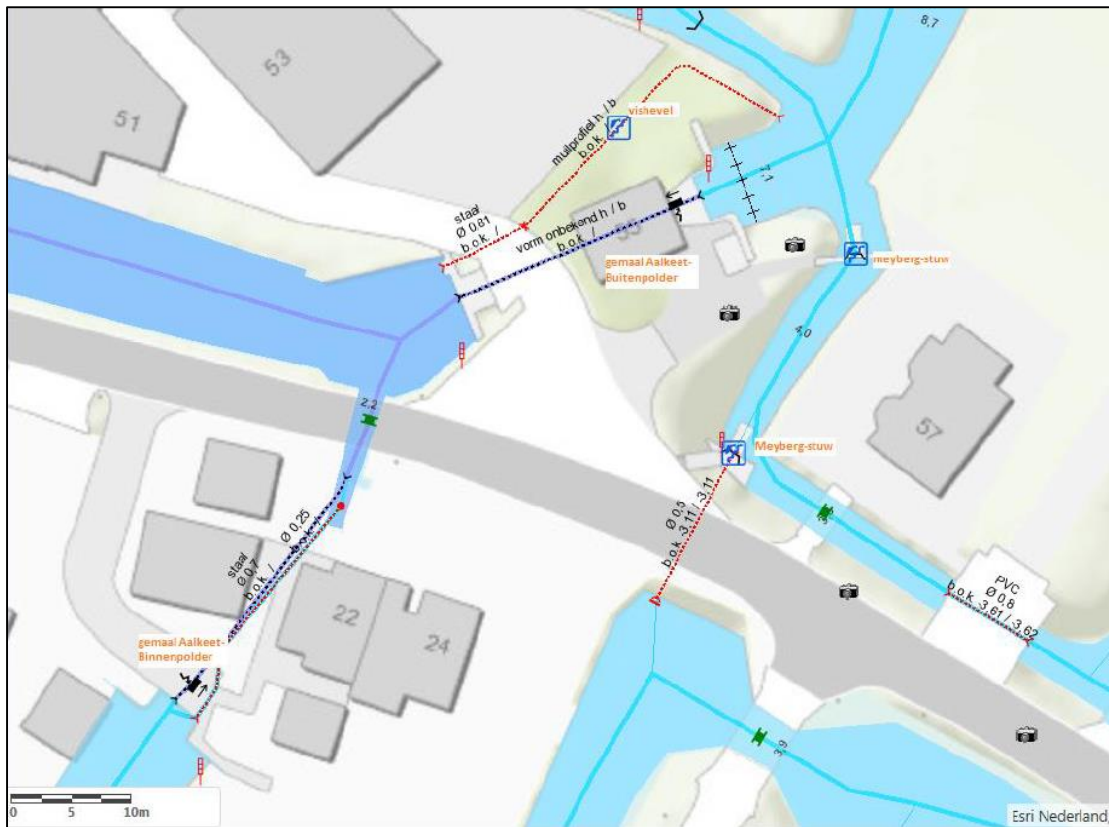 8,7
53
51
vishevel
muilprofiel h / b
b.o.k. /
7,1
staal
Ø 0,81
b.o.k. /
vorm onbekend h / b
b.o.k. /
gemaal Aalkeet-
Buitenpolder
meyberg-stuw
4,0
57
2,2
Meyberg-stuw
Ø 0,5
b.o.k. -3,11 / -3,11
Ø 0,25
staal
Ø 0,7
b.o.k. /
PVC
Ø 0,8
b.o.k. -3,61 / -3,62
22
24
gemaal Aalkeet-
Binnenpolder
3,9
0 5 10m
Esri Nederland,